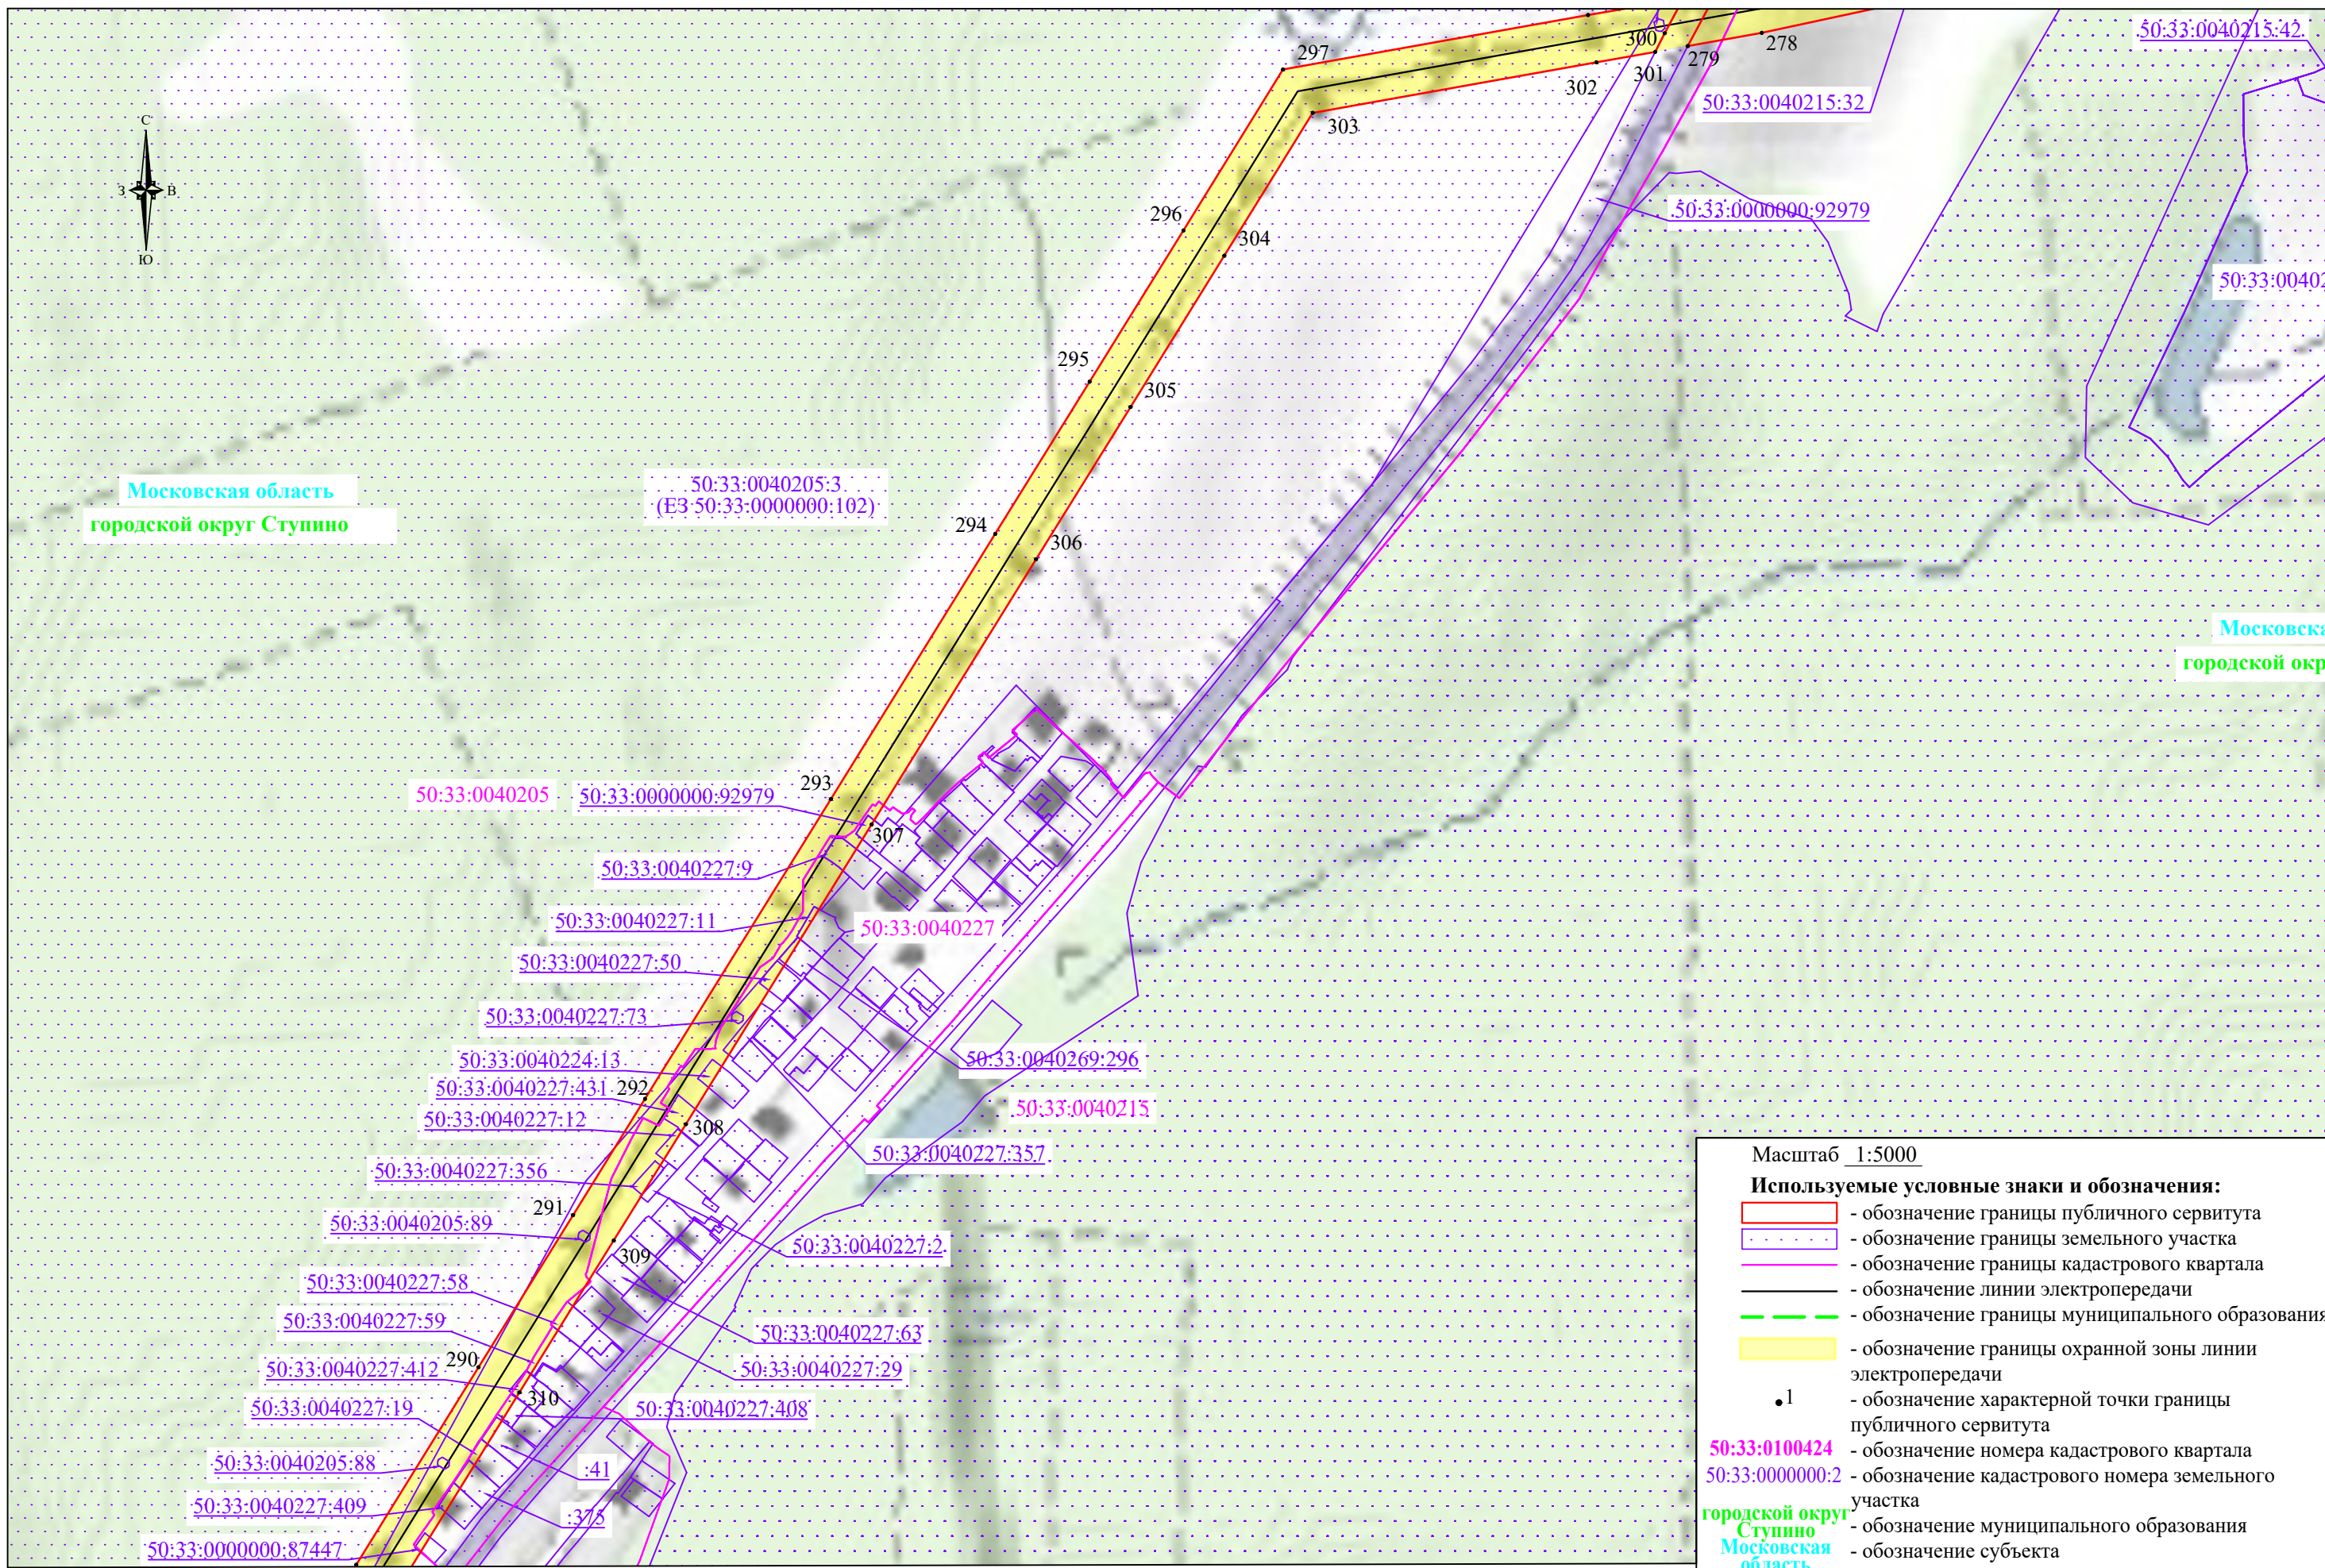 297
300
278
279
301
302
303
50:33:0040215:42
50:33:0040215:32
С
З
В
Ю
296
304
50:33:0000000:92979
50:33:0040
295
305
Московская область
городской округ Ступино
50:33:0040205:3
(ЕЗ 50:33:0000000:102)
294
306
Московска
городской окр
293
50:33:0040205
50:33:0000000:92979
307
50:33:0040227:9
50:33:0040227:11
50:33:0040227
50:33:0040227:50
50:33:0040227:73
50:33:0040224:13
50:33:0040269:296
50:33:0040227:431
292
50:33:0040215
50:33:0040227:12
308
50:33:0040227:357
50:33:0040227:356
291
50:33:0040205:89
50:33:0040227:2
309
50:33:0040227:58
50:33:0040227:59
50:33:0040227:63
290
50:33:0040227:412
50:33:0040227:29
310
50:33:0040227:19
50:33:0040227:408
50:33:0040205:88
:41
50:33:0040227:409
:375
50:33:0000000:87447
Масштаб 1:5000
Используемые условные знаки и обозначения:
- обозначение границы публичного сервитута
- обозначение границы земельного участка
- обозначение границы кадастрового квартала
- обозначение линии электропередачи
- обозначение границы муниципального образования
- обозначение границы охранной зоны линии
электропередачи
1 - обозначение характерной точки границы
публичного сервитута
50:33:0100424 - обозначение номера кадастрового квартала
50:33:0000000:2 - обозначение кадастрового номера земельного
участка
городской округ
Ступино - обозначение муниципального образования
Московская
область - обозначение субъекта